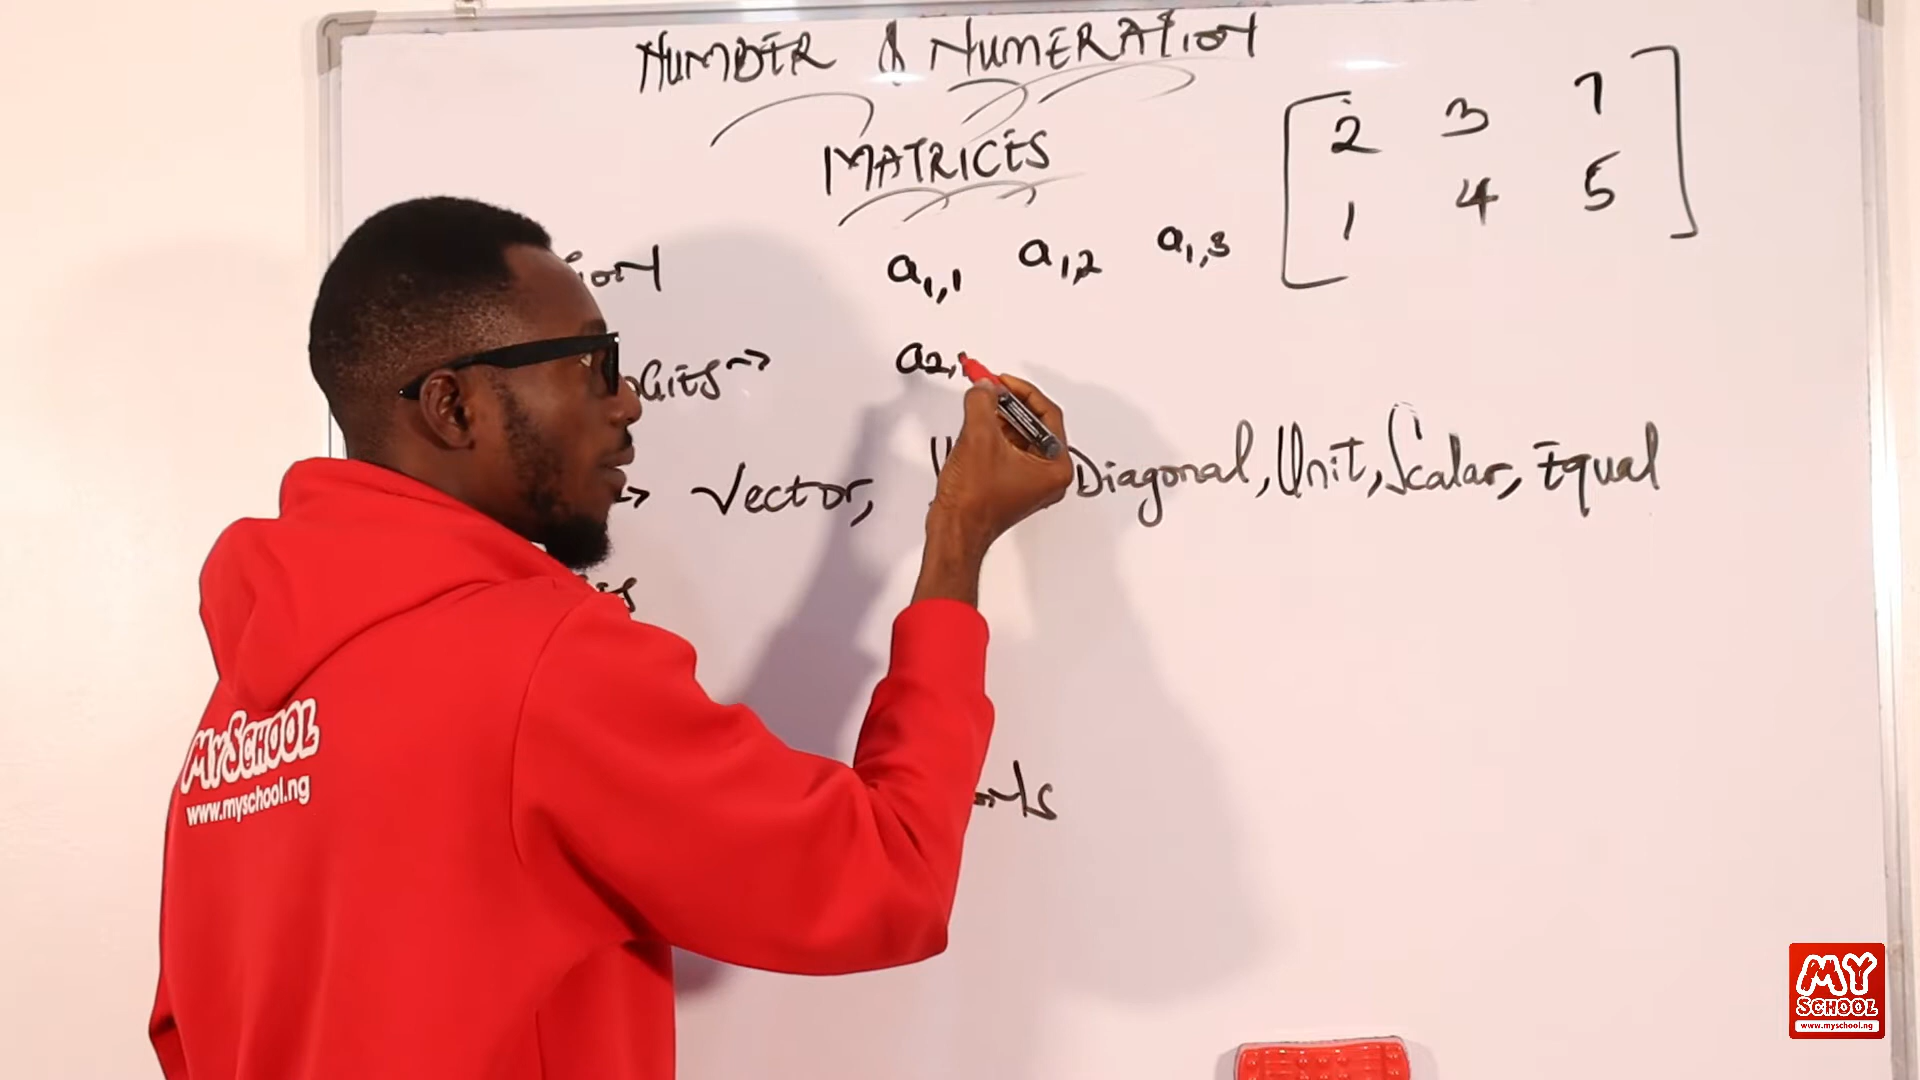 NUMBER & NUMERATION
MATRICES
2 3 7
1 4 5
a1,1 a1,2 a1,3
a2,
Vector, Diagonal, Unit, Scalar, Equal
MYSCHOOL
www.myschool.ng
MY
SCHOOL
www.myschool.ng